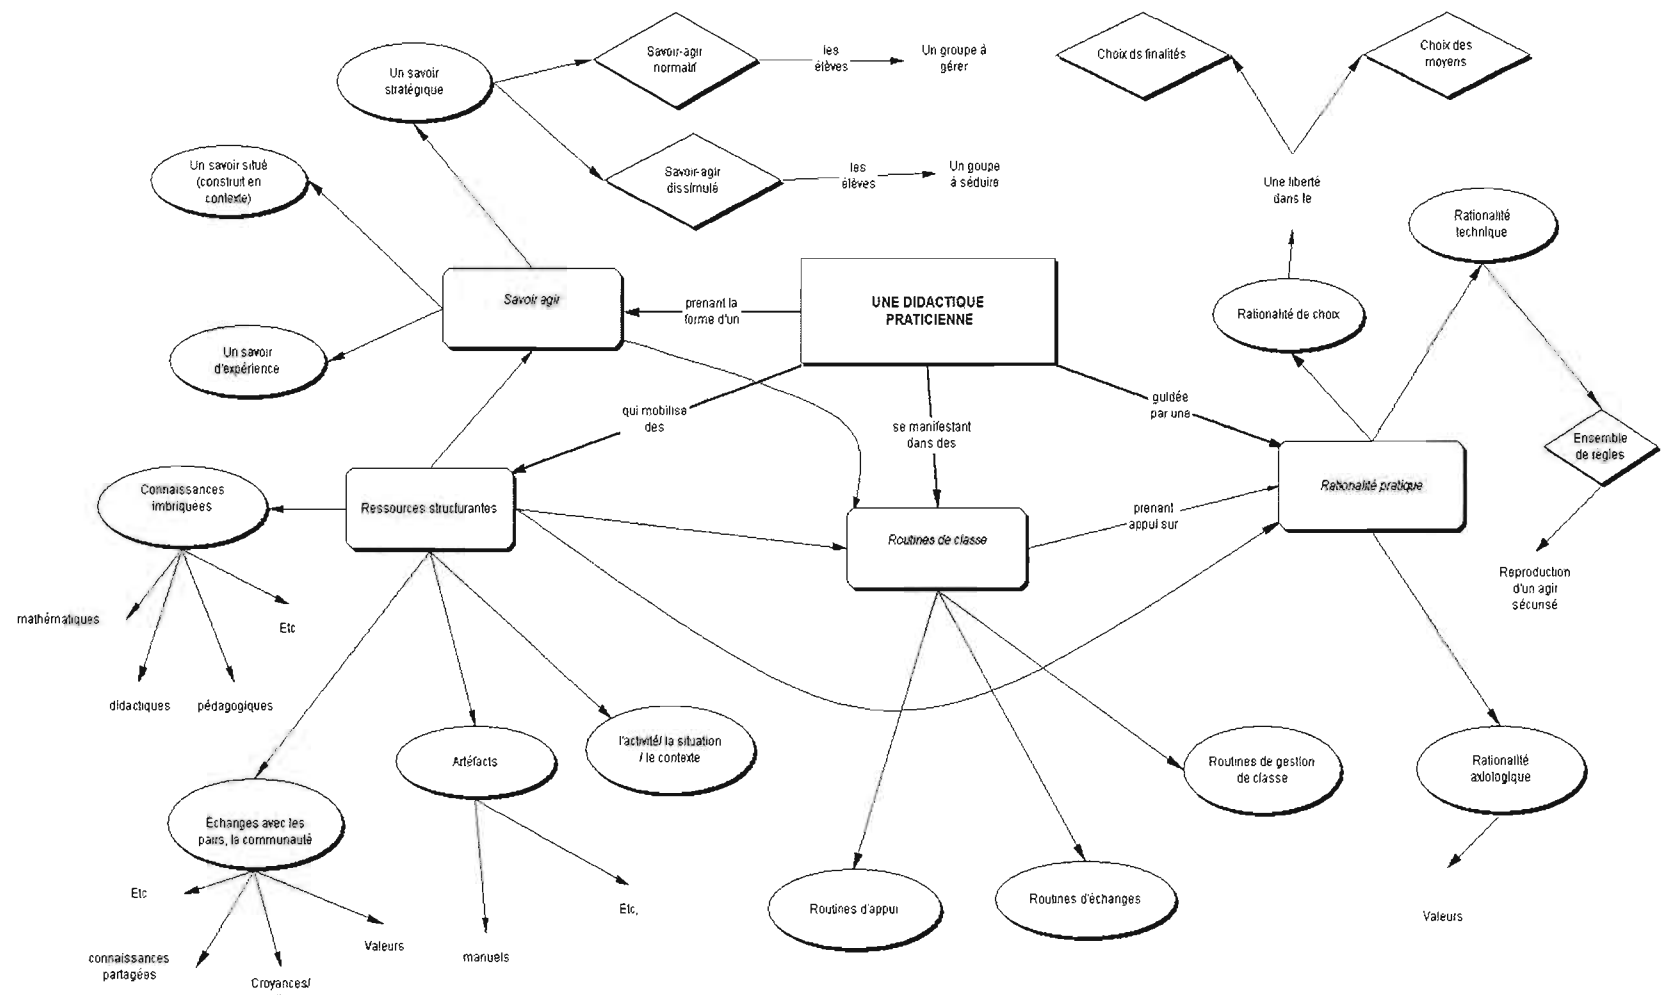 Un savoir
stratégique
Savoir-agir
normatif
les
élèves
Un groupe à
gérer
Choix ds finalités
Choix des
moyens
Un savoir situé
(construit en
contexte)
Savoir-agir
dissimulé
les
élèves
Un goupe
à séduire
Une liberté
dans le
Rationalité
technique
Savoir agir
prenant la
forme d'un
UNE DIDACTIQUE
PRATICIENNE
Rationalité de choix
Un savoir
d'expérience
qui mobilise
des
se manifestant
dans des
guidée
par une
Ensemble
de règles
Connaissances
imbriquées
Ressources structurantes
Routines de classe
prenant
appui sur
Rationalité pratique
Reproduction
d'un agir
sécurisé
mathématiques
Etc
didactiques
pédagogiques
Artéfacts
l'activité/ la situation
/ le contexte
Routines de gestion
de classe
Rationalité
axiologique
Échanges avec les
pairs, la communauté
Etc
Valeurs
connaissances
partagées
Croyances/
manuels
Etc,
Routines d'appui
Routines d'échanges
Valeurs